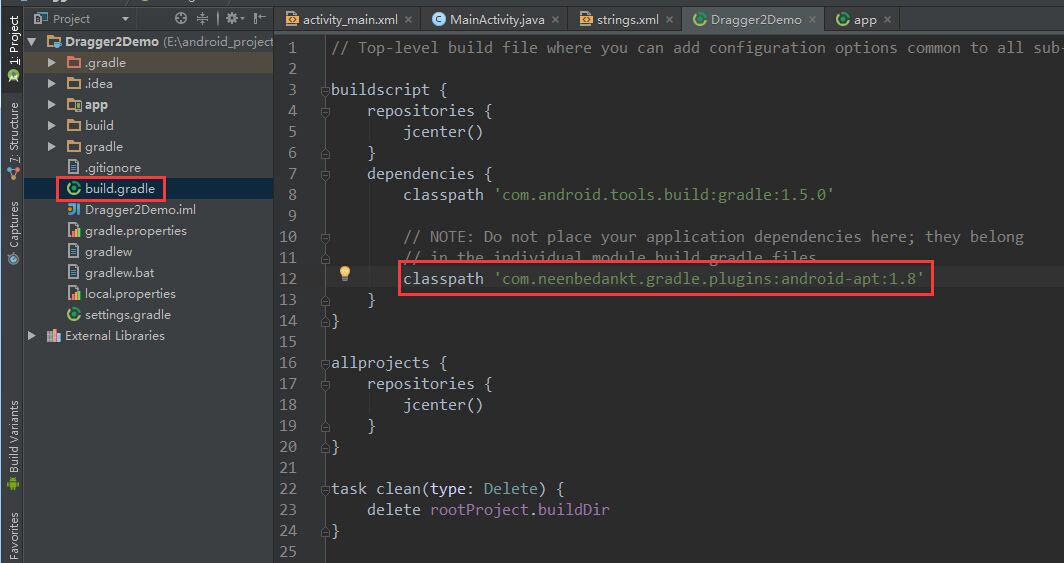 Project
activity_main.xml
MainActivity.java
strings.xml
Dragger2Demo
app
1: Project
7: Structure
Captures
Build Variants
Favorites
Dragger2Demo (E:\android_project
.gradle
.idea
app
build
gradle
.gitignore
build.gradle
Dragger2Demo.iml
gradle.properties
gradlew
gradlew.bat
local.properties
settings.gradle
External Libraries
1 // Top-level build file where you can add configuration options common to all sub-
2
3 buildscript {
4 repositories {
5 jcenter()
6 }
7 dependencies {
8 classpath 'com.android.tools.build:gradle:1.5.0'
9
10 // NOTE: Do not place your application dependencies here; they belong
11 // in the individual module build.gradle files
12 classpath 'com.neenbedankt.gradle.plugins:android-apt:1.8'
13 }
14 }
15
16 allprojects {
17 repositories {
18 jcenter()
19 }
20 }
21
22 task clean(type: Delete) {
23 delete rootProject.buildDir
24 }
25